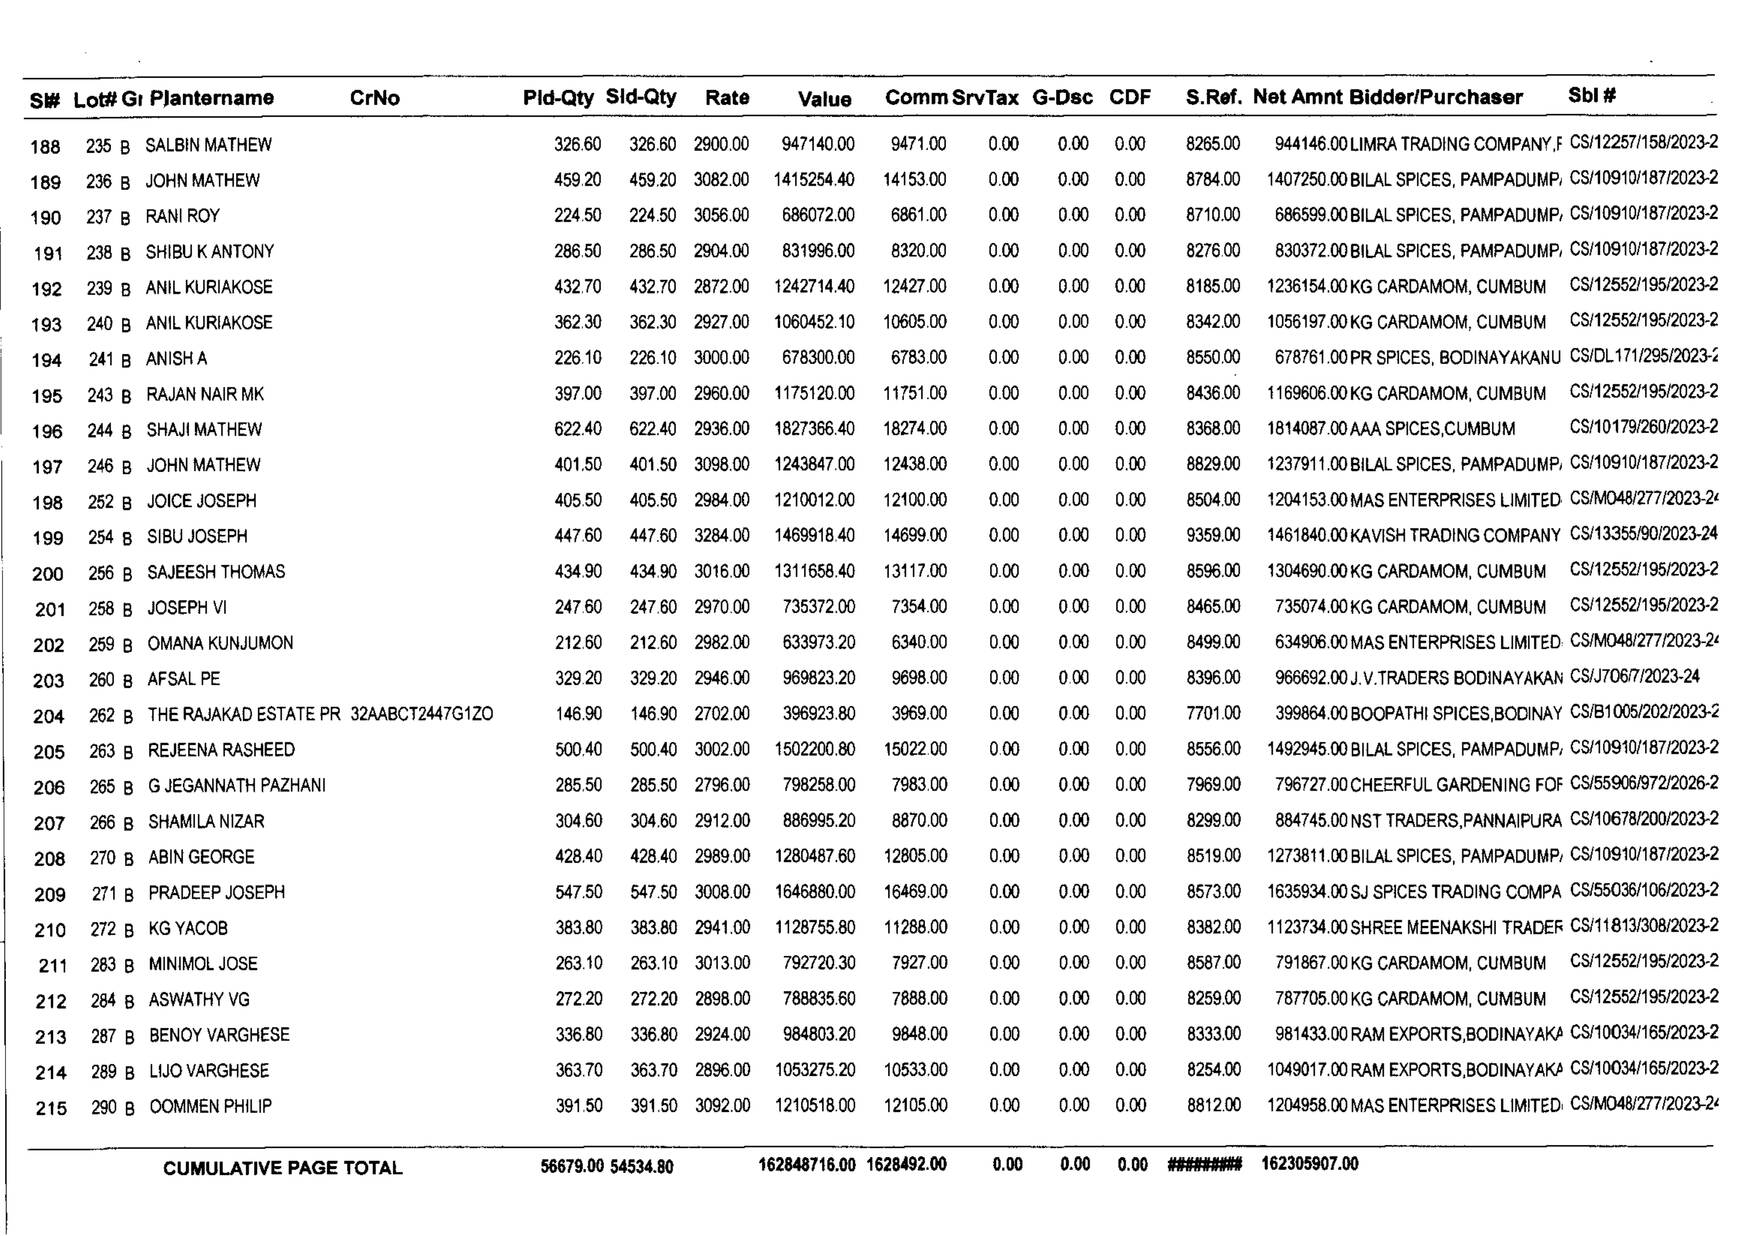 Sl# Lot# Gr Plantername CrNo Pld-Qty Sld-Qty Rate Value Comm SrvTax G-Dsc CDF S.Ref. Net Amnt Bidder/Purchaser Sbl #
188 235 B SALBIN MATHEW 326.60 326.60 2900.00 947140.00 9471.00 0.00 0.00 0.00 8265.00 944146.00 LIMRA TRADING COMPANY,F CS/12257/158/2023-2
189 236 B JOHN MATHEW 459.20 459.20 3082.00 1415254.40 14153.00 0.00 0.00 0.00 8784.00 1407250.00 BILAL SPICES, PAMPADUMP CS/10910/187/2023-2
190 237 B RANI ROY 224.50 224.50 3056.00 686072.00 6861.00 0.00 0.00 0.00 8710.00 686599.00 BILAL SPICES, PAMPADUMP CS/10910/187/2023-2
191 238 B SHIBU K ANTONY 286.50 286.50 2904.00 831996.00 8320.00 0.00 0.00 0.00 8276.00 830372.00 BILAL SPICES, PAMPADUMP CS/10910/187/2023-2
192 239 B ANIL KURIAKOSE 432.70 432.70 2872.00 1242714.40 12427.00 0.00 0.00 0.00 8185.00 1236154.00 KG CARDAMOM, CUMBUM CS/12552/195/2023-2
193 240 B ANIL KURIAKOSE 362.30 362.30 2927.00 1060452.10 10605.00 0.00 0.00 0.00 8342.00 1056197.00 KG CARDAMOM, CUMBUM CS/12552/195/2023-2
194 241 B ANISH A 226.10 226.10 3000.00 678300.00 6783.00 0.00 0.00 0.00 8550.00 678761.00 PR SPICES, BODINAYAKANU CS/DL171/295/2023-2
195 243 B RAJAN NAIR MK 397.00 397.00 2960.00 1175120.00 11751.00 0.00 0.00 0.00 8436.00 1169606.00 KG CARDAMOM, CUMBUM CS/12552/195/2023-2
196 244 B SHAJI MATHEW 622.40 622.40 2936.00 1827366.40 18274.00 0.00 0.00 0.00 8368.00 1814087.00 AAA SPICES,CUMBUM CS/10179/260/2023-2
197 246 B JOHN MATHEW 401.50 401.50 3098.00 1243847.00 12438.00 0.00 0.00 0.00 8829.00 1237911.00 BILAL SPICES, PAMPADUMP CS/10910/187/2023-2
198 252 B JOICE JOSEPH 405.50 405.50 2984.00 1210012.00 12100.00 0.00 0.00 0.00 8504.00 1204153.00 MAS ENTERPRISES LIMITED CS/M048/277/2023-24
199 254 B SIBU JOSEPH 447.60 447.60 3284.00 1469918.40 14699.00 0.00 0.00 0.00 9359.00 1461840.00 KAVISH TRADING COMPANY CS/13355/90/2023-24
200 256 B SAJEESH THOMAS 434.90 434.90 3016.00 1311658.40 13117.00 0.00 0.00 0.00 8596.00 1304690.00 KG CARDAMOM, CUMBUM CS/12552/195/2023-2
201 258 B JOSEPH VI 247.60 247.60 2970.00 735372.00 7354.00 0.00 0.00 0.00 8465.00 735074.00 KG CARDAMOM, CUMBUM CS/12552/195/2023-2
202 259 B OMANA KUNJUMON 212.60 212.60 2982.00 633973.20 6340.00 0.00 0.00 0.00 8499.00 634906.00 MAS ENTERPRISES LIMITED CS/M048/277/2023-24
203 260 B AFSAL PE 329.20 329.20 2946.00 969823.20 9698.00 0.00 0.00 0.00 8396.00 966692.00 J.V.TRADERS BODINAYAKAN CS/J706/7/2023-24
204 262 B THE RAJAKAD ESTATE PR 32AABCT2447G1ZO 146.90 146.90 2702.00 396923.80 3969.00 0.00 0.00 0.00 7701.00 399864.00 BOOPATHI SPICES,BODINAY CS/B1005/202/2023-2
205 263 B REJEENA RASHEED 500.40 500.40 3002.00 1502200.80 15022.00 0.00 0.00 0.00 8556.00 1492945.00 BILAL SPICES, PAMPADUMP CS/10910/187/2023-2
206 265 B G JEGANNATH PAZHANI 285.50 285.50 2796.00 798258.00 7983.00 0.00 0.00 0.00 7969.00 796727.00 CHEERFUL GARDENING FOF CS/55906/972/2026-2
207 266 B SHAMILA NIZAR 304.60 304.60 2912.00 886995.20 8870.00 0.00 0.00 0.00 8299.00 884745.00 NST TRADERS,PANNAIPURA CS/10678/200/2023-2
208 270 B ABIN GEORGE 428.40 428.40 2989.00 1280487.60 12805.00 0.00 0.00 0.00 8519.00 1273811.00 BILAL SPICES, PAMPADUMP CS/10910/187/2023-2
209 271 B PRADEEP JOSEPH 547.50 547.50 3008.00 1646880.00 16469.00 0.00 0.00 0.00 8573.00 1635934.00 SJ SPICES TRADING COMPA CS/55036/106/2023-2
210 272 B KG YACOB 383.80 383.80 2941.00 1128755.80 11288.00 0.00 0.00 0.00 8382.00 1123734.00 SHREE MEENAKSHI TRADER CS/11813/308/2023-2
211 283 B MINIMOL JOSE 263.10 263.10 3013.00 792720.30 7927.00 0.00 0.00 0.00 8587.00 791867.00 KG CARDAMOM, CUMBUM CS/12552/195/2023-2
212 284 B ASWATHY VG 272.20 272.20 2898.00 788835.60 7888.00 0.00 0.00 0.00 8259.00 787705.00 KG CARDAMOM, CUMBUM CS/12552/195/2023-2
213 287 B BENOY VARGHESE 336.80 336.80 2924.00 984803.20 9848.00 0.00 0.00 0.00 8333.00 981433.00 RAM EXPORTS,BODINAYAKA CS/10034/165/2023-2
214 289 B LIJO VARGHESE 363.70 363.70 2896.00 1053275.20 10533.00 0.00 0.00 0.00 8254.00 1049017.00 RAM EXPORTS,BODINAYAKA CS/10034/165/2023-2
215 290 B OOMMEN PHILIP 391.50 391.50 3092.00 1210518.00 12105.00 0.00 0.00 0.00 8812.00 1204958.00 MAS ENTERPRISES LIMITED CS/M048/277/2023-24
CUMULATIVE PAGE TOTAL 56679.00 54534.80 162848716.00 1628492.00 0.00 0.00 0.00 ######### 162305907.00